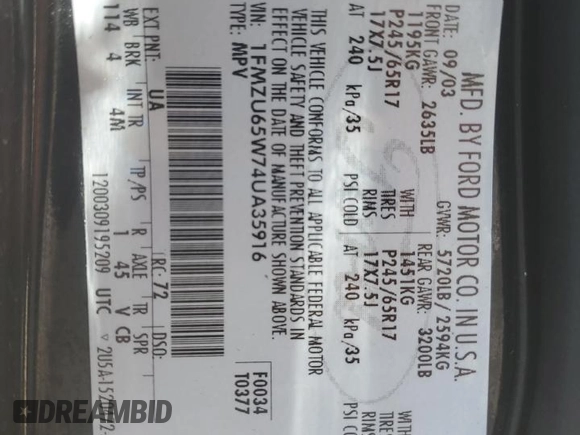 MFD. BY FORD MOTOR CO. IN U.S.A.
DATE: 09/03 GVWR: 5720LB/ 2594KG
FRONT GAWR: 2635LB REAR GAWR: 3200LB
1195KG WITH 1451KG WITH
P245/65R17 TIRES P245/65R17 TIRES
17X7.5J RIMS 17X7.5J RIMS
AT 240 kPa/35 PSI COLD AT 240 kPa/35 PSI C
THIS VEHICLE CONFORMS TO ALL APPLICABLE FEDERAL MOTOR
VEHICLE SAFETY AND THEFT PREVENTION STANDARDS IN
EFFECT ON THE DATE OF MANUFACTURE SHOWN ABOVE.
VIN: 1FMZU65W74UA35916 F0034
TYPE: MPV T0377
EXT PNT: UA RC: 72 DSO:
WB BRK INT TR TP/PS R AXLE TR SPR
114 4 4M 1 45 V CB
1200309195209 UTC
DREAMBID